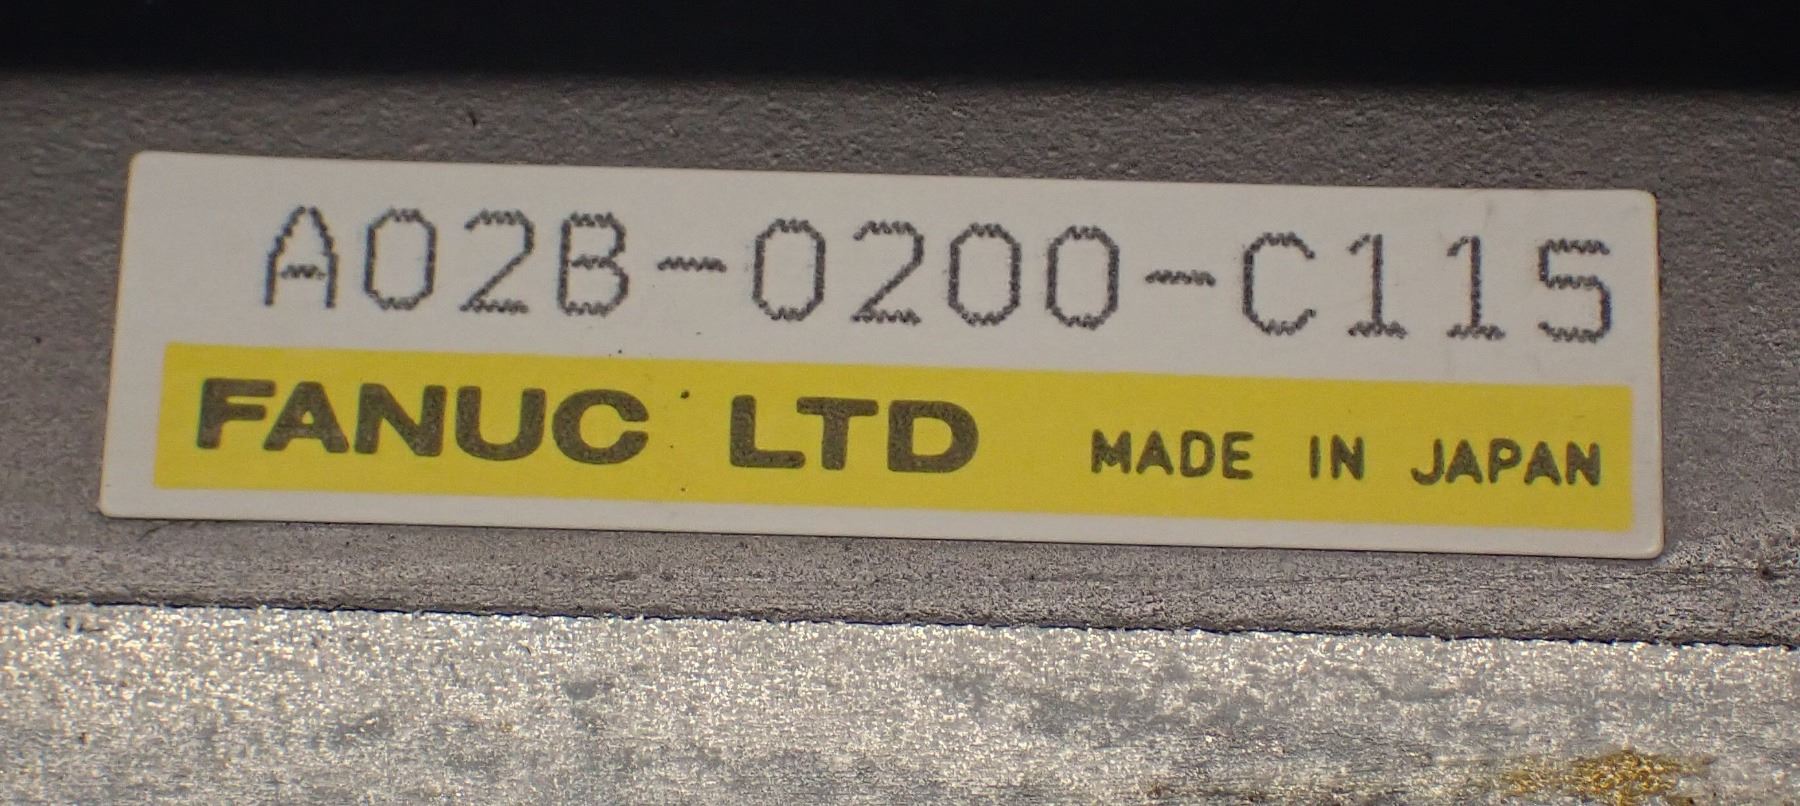 A02B-0200-C115
FANUC LTD MADE IN JAPAN